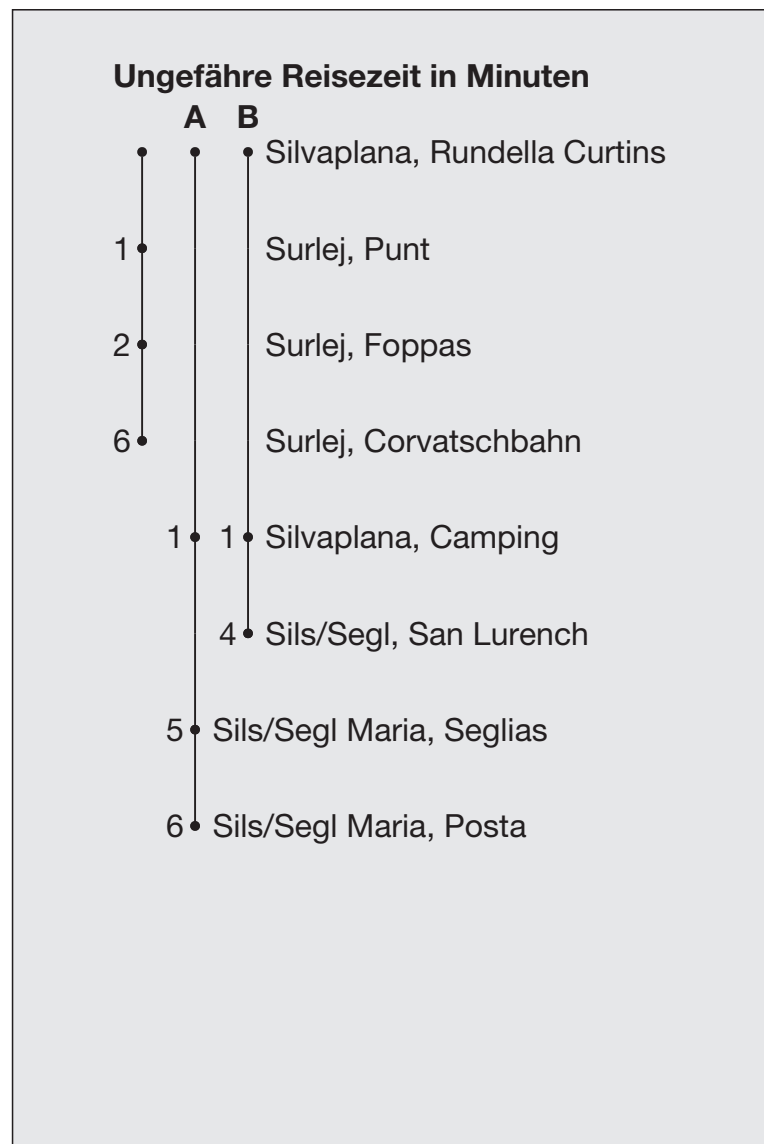 Ungefähre Reisezeit in Minuten
A B
Silvaplana, Rundella Curtins
1 Surlej, Punt
2 Surlej, Foppas
6 Surlej, Corvatschbahn
1 1 Silvaplana, Camping
4 Sils/Segl, San Lurench
5 Sils/Segl Maria, Seglias
6 Sils/Segl Maria, Posta